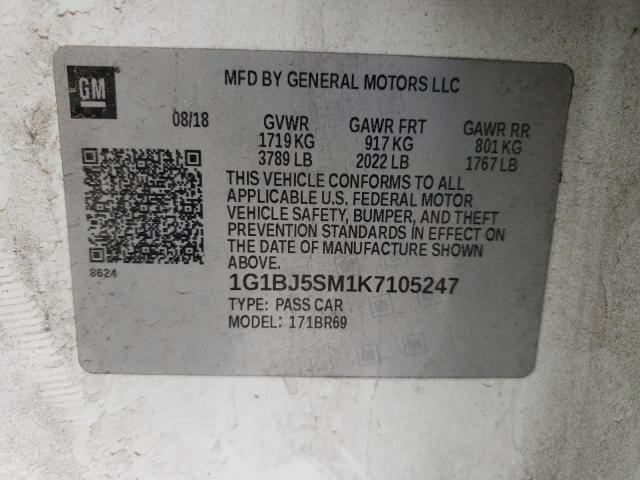 GM
MFD BY GENERAL MOTORS LLC
08/18 GVWR GAWR FRT GAWR RR
1719 KG 917 KG 801 KG
3789 LB 2022 LB 1767 LB
THIS VEHICLE CONFORMS TO ALL
APPLICABLE U.S. FEDERAL MOTOR
VEHICLE SAFETY, BUMPER, AND THEFT
PREVENTION STANDARDS IN EFFECT ON
THE DATE OF MANUFACTURE SHOWN
ABOVE.
8624
1G1BJ5SM1K7105247
TYPE: PASS CAR
MODEL: 171BR69